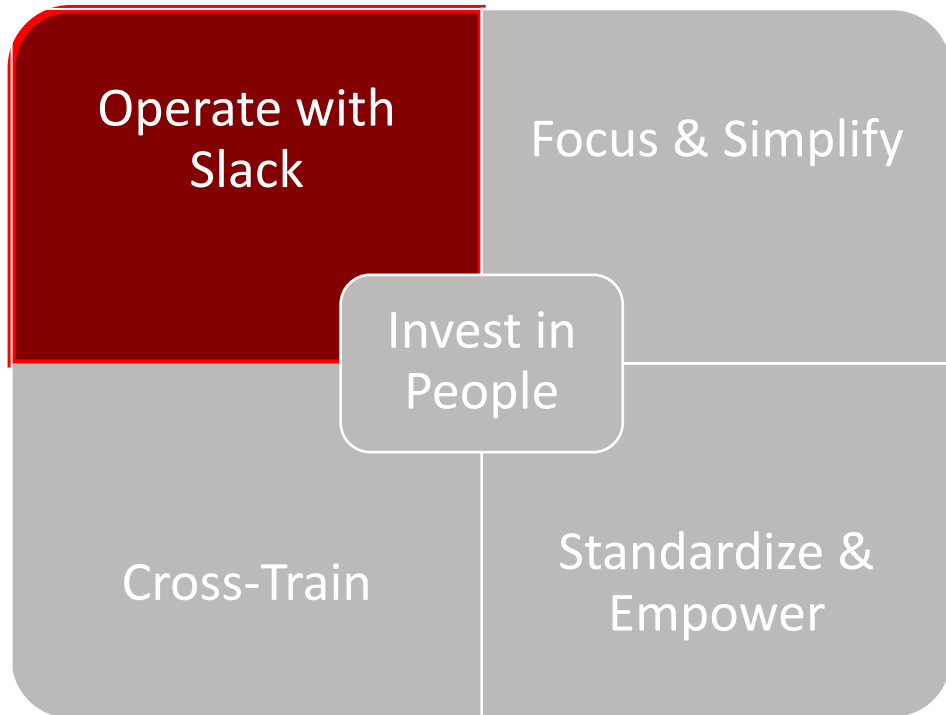 Operate with
Slack
Focus & Simplify
Invest in
People
Cross-Train
Standardize &
Empower